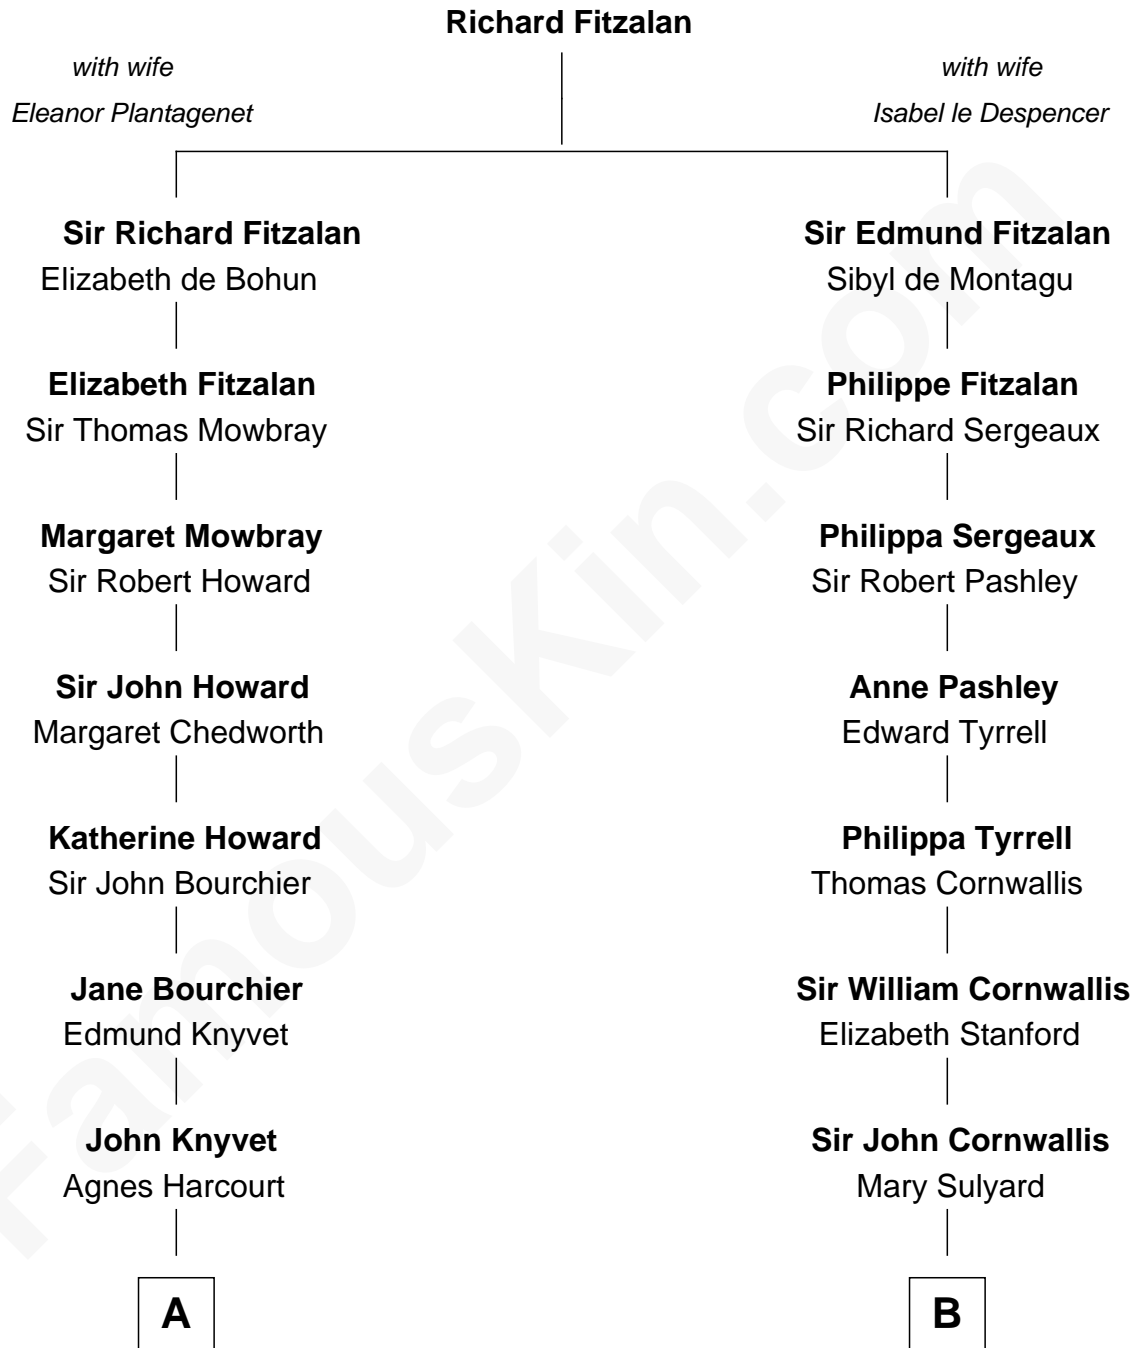 Richard Fitzalan
with wife
Eleanor Plantagenet
with wife
Isabel le Despencer
Sir Richard Fitzalan
Elizabeth de Bohun
Sir Edmund Fitzalan
Sibyl de Montagu
Elizabeth Fitzalan
Sir Thomas Mowbray
Philippe Fitzalan
Sir Richard Sergeaux
Margaret Mowbray
Sir Robert Howard
Philippa Sergeaux
Sir Robert Pashley
Sir John Howard
Margaret Chedworth
Anne Pashley
Edward Tyrrell
Katherine Howard
Sir John Bourchier
Philippa Tyrrell
Thomas Cornwallis
Jane Bourchier
Edmund Knyvet
Sir William Cornwallis
Elizabeth Stanford
John Knyvet
Agnes Harcourt
Sir John Cornwallis
Mary Sulyard
A
B
FamousKin.com